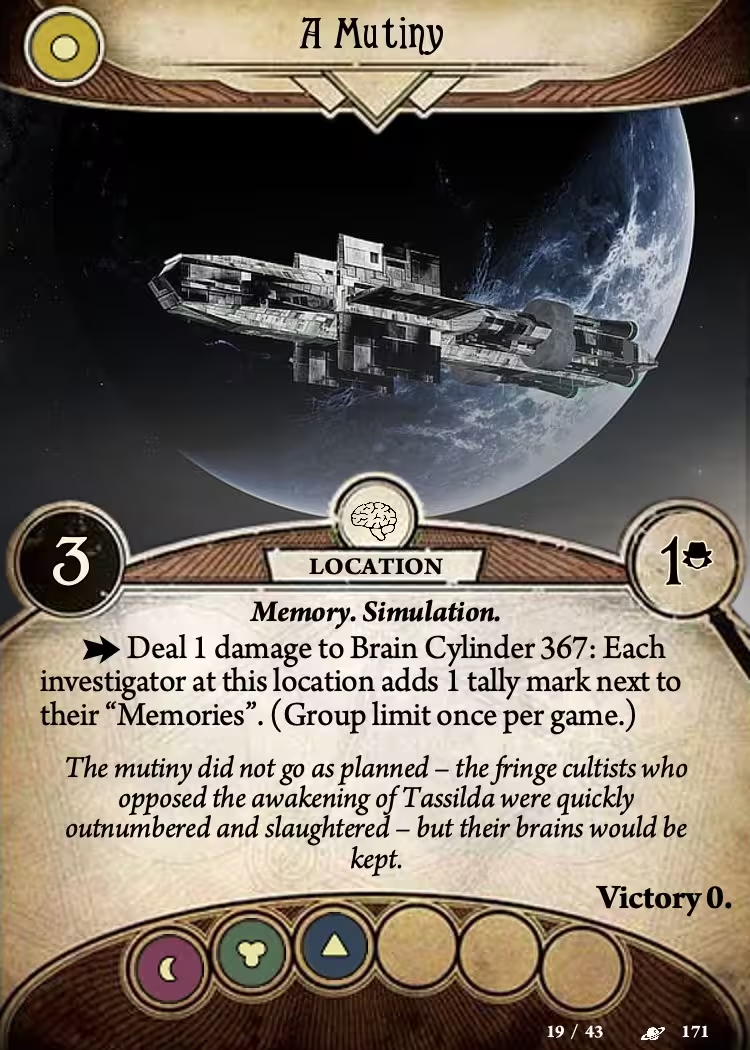 A Mutiny
3
1
LOCATION
Memory. Simulation.
Deal 1 damage to Brain Cylinder 367: Each
investigator at this location adds 1 tally mark next to
their “Memories”. (Group limit once per game.)
The mutiny did not go as planned – the fringe cultists who
opposed the awakening of Tassilda were quickly
outnumbered and slaughtered – but their brains would be
kept.
Victory 0.
19 / 43 171